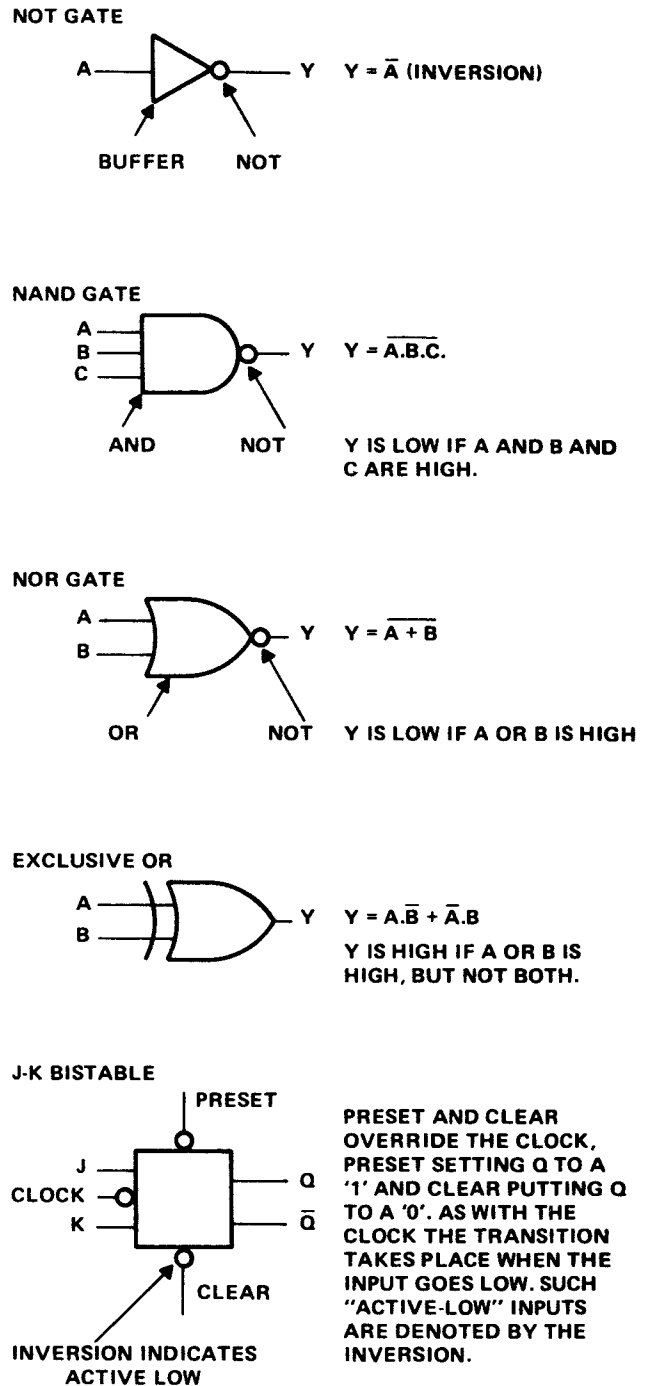 NOT GATE
A Y Y = A̅ (INVERSION)
BUFFER NOT
NAND GATE
A
B Y Y = A̅.̅B̅.̅C̅.
C
AND NOT Y IS LOW IF A AND B AND
C ARE HIGH.
NOR GATE
A
Y Y = A̅ ̅+̅ ̅B̅
B
OR NOT Y IS LOW IF A OR B IS HIGH
EXCLUSIVE OR
A
Y Y = A.B̅ + A̅.B
B
Y IS HIGH IF A OR B IS
HIGH, BUT NOT BOTH.
J-K BISTABLE
PRESET
J
CLOCK
K
Q
Q̅
CLEAR
INVERSION INDICATES
ACTIVE LOW
PRESET AND CLEAR
OVERRIDE THE CLOCK,
PRESET SETTING Q TO A
'1' AND CLEAR PUTTING Q
TO A '0'. AS WITH THE
CLOCK THE TRANSITION
TAKES PLACE WHEN THE
INPUT GOES LOW. SUCH
"ACTIVE-LOW" INPUTS
ARE DENOTED BY THE
INVERSION.